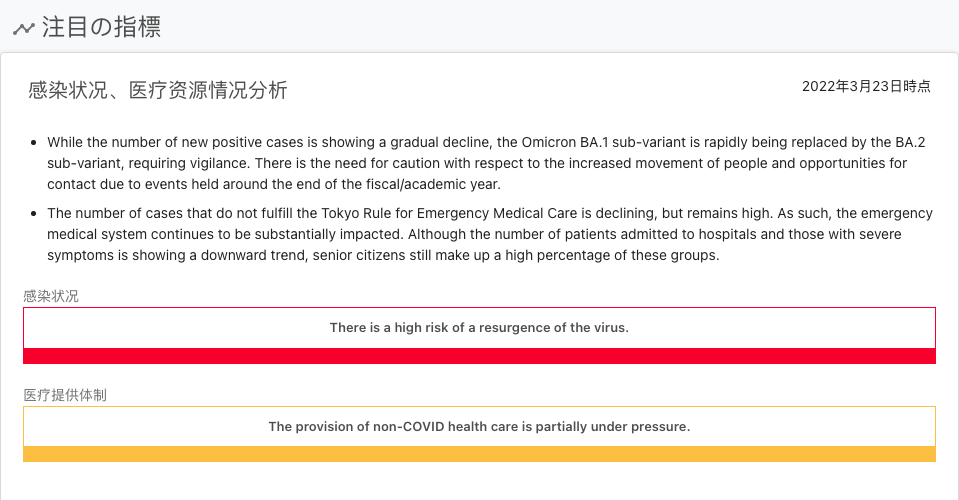 注目の指標
感染状况、医疗资源情况分析
2022年3月23日時点
While the number of new positive cases is showing a gradual decline, the Omicron BA.1 sub-variant is rapidly being replaced by the BA.2
sub-variant, requiring vigilance. There is the need for caution with respect to the increased movement of people and opportunities for
contact due to events held around the end of the fiscal/academic year.
The number of cases that do not fulfill the Tokyo Rule for Emergency Medical Care is declining, but remains high. As such, the emergency
medical system continues to be substantially impacted. Although the number of patients admitted to hospitals and those with severe
symptoms is showing a downward trend, senior citizens still make up a high percentage of these groups.
感染状况
There is a high risk of a resurgence of the virus.
医疗提供体制
The provision of non-COVID health care is partially under pressure.